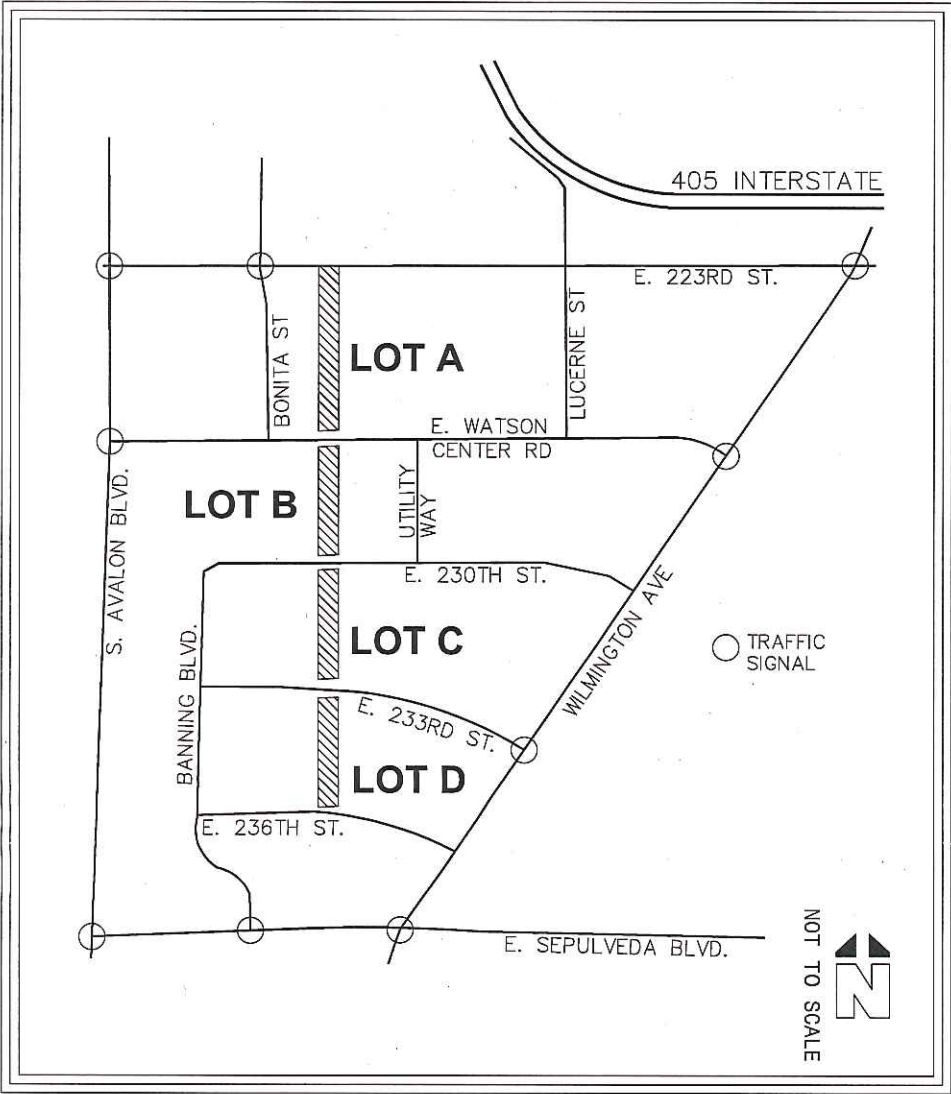 405 INTERSTATE
E. 223RD ST.
BONITA ST
LOT A
LUCERNE ST
E. WATSON
CENTER RD
S. AVALON BLVD.
LOT B
UTILITY
WAY
E. 230TH ST.
BANNING BLVD.
LOT C
WILMINGTON AVE
TRAFFIC
SIGNAL
E. 233RD ST.
LOT D
E. 236TH ST.
E. SEPULVEDA BLVD.
N
NOT TO SCALE